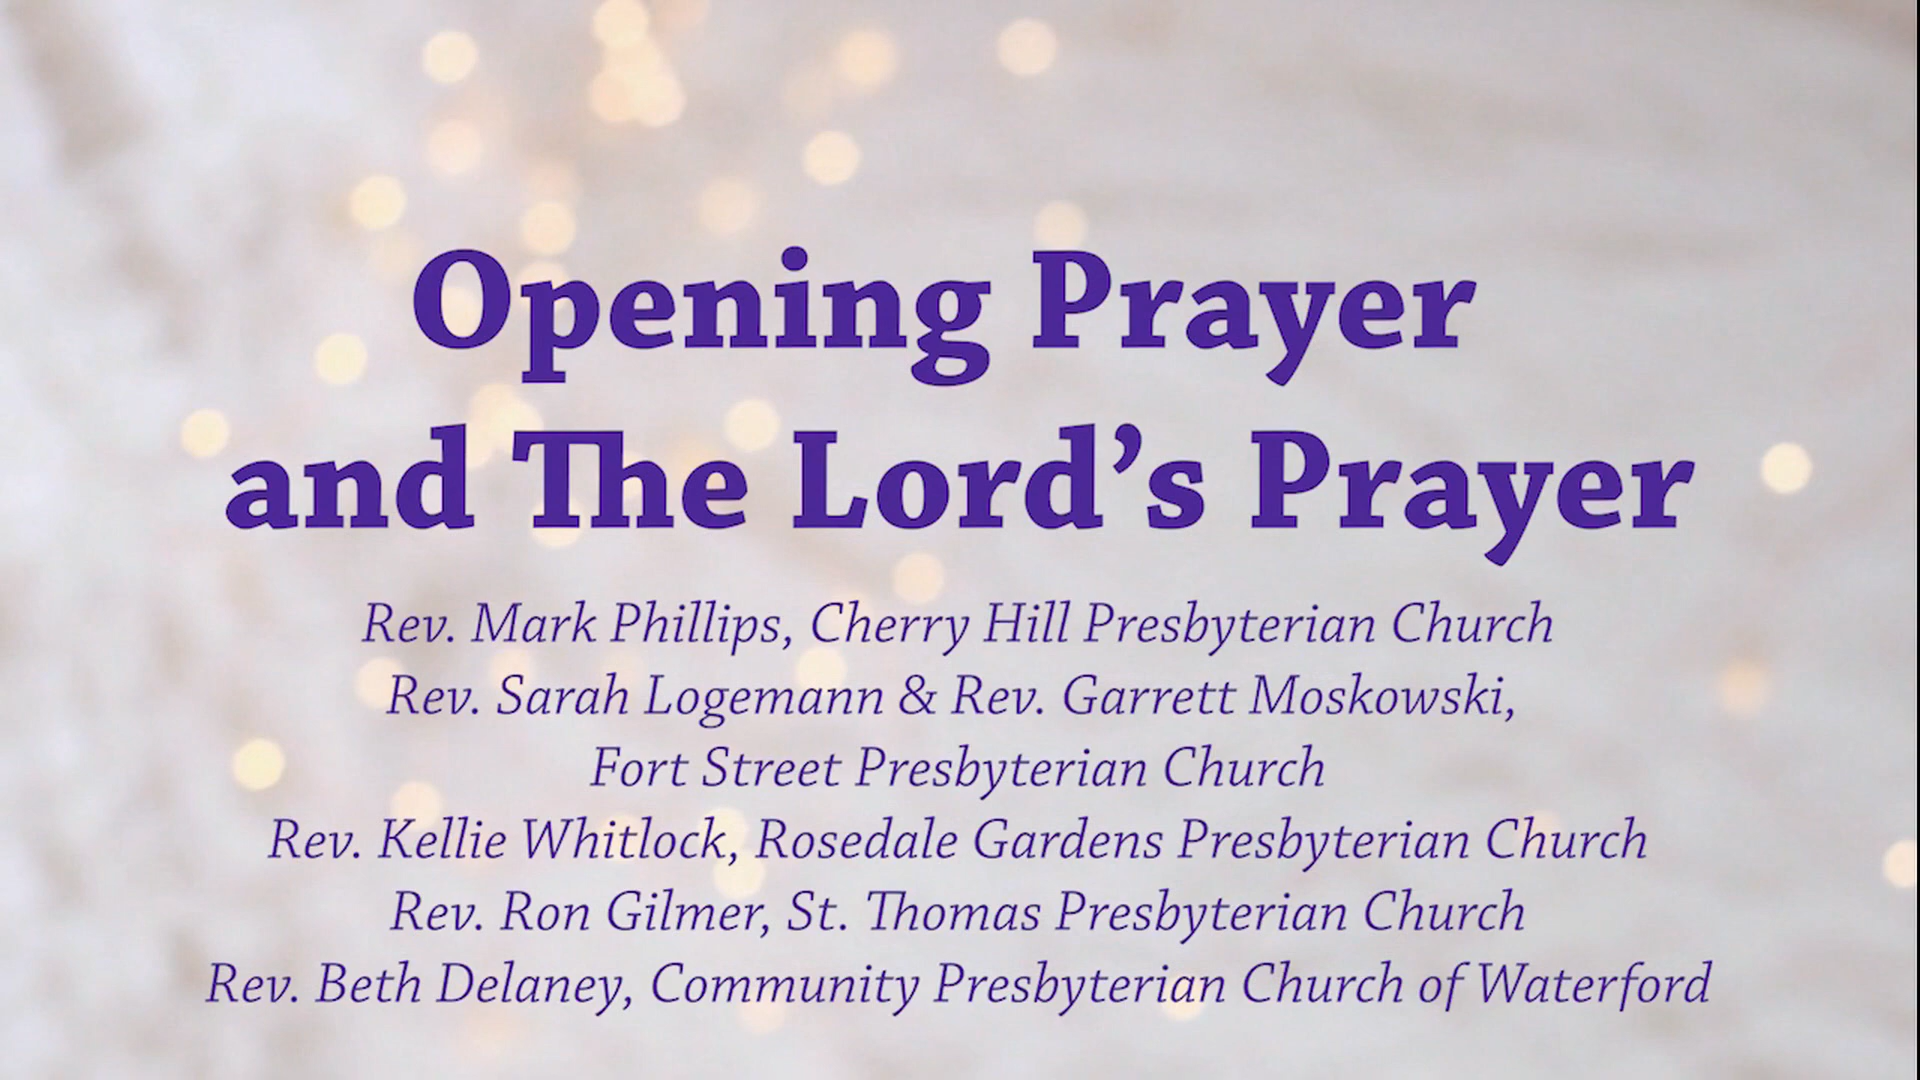 Opening Prayer
and The Lord’s Prayer
Rev. Mark Phillips, Cherry Hill Presbyterian Church
Rev. Sarah Logemann & Rev. Garrett Moskowski,
Fort Street Presbyterian Church
Rev. Kellie Whitlock, Rosedale Gardens Presbyterian Church
Rev. Ron Gilmer, St. Thomas Presbyterian Church
Rev. Beth Delaney, Community Presbyterian Church of Waterford